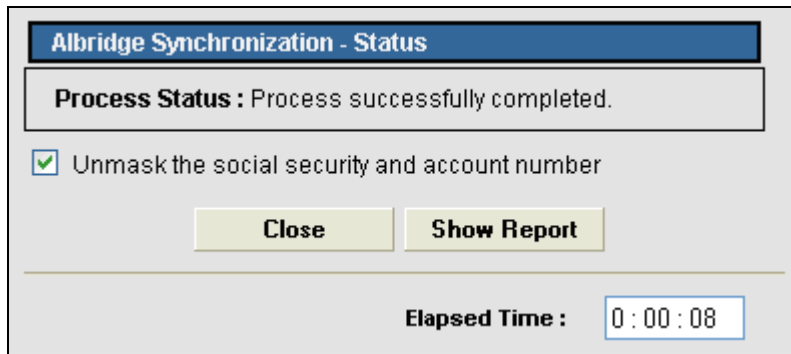 Albridge Synchronization - Status
Process Status : Process successfully completed.
Unmask the social security and account number
Close Show Report
Elapsed Time : 0 : 00 : 08